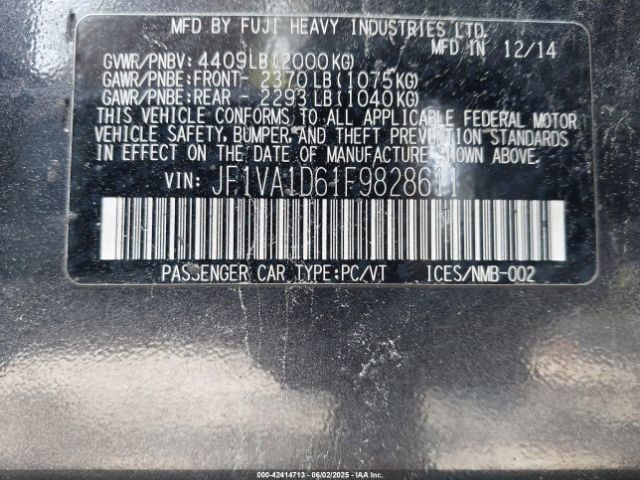 MFD BY FUJI HEAVY INDUSTRIES LTD.
MFD IN 12/14
GVWR/PNBV: 4409LB(2000KG)
GAWR/PNBE:FRONT- 2370LB(1075KG)
GAWR/PNBE:REAR - 2293LB(1040KG)
THIS VEHICLE CONFORMS TO ALL APPLICABLE FEDERAL MOTOR
VEHICLE SAFETY, BUMPER, AND THEFT PREVENTION STANDARDS
IN EFFECT ON THE DATE OF MANUFACTURE SHOWN ABOVE.
VIN: JF1VA1D61F9828611
PASSENGER CAR TYPE:PC/VT ICES/NMB-002
000-42414713 - 06/02/2025 - IAAI.COM